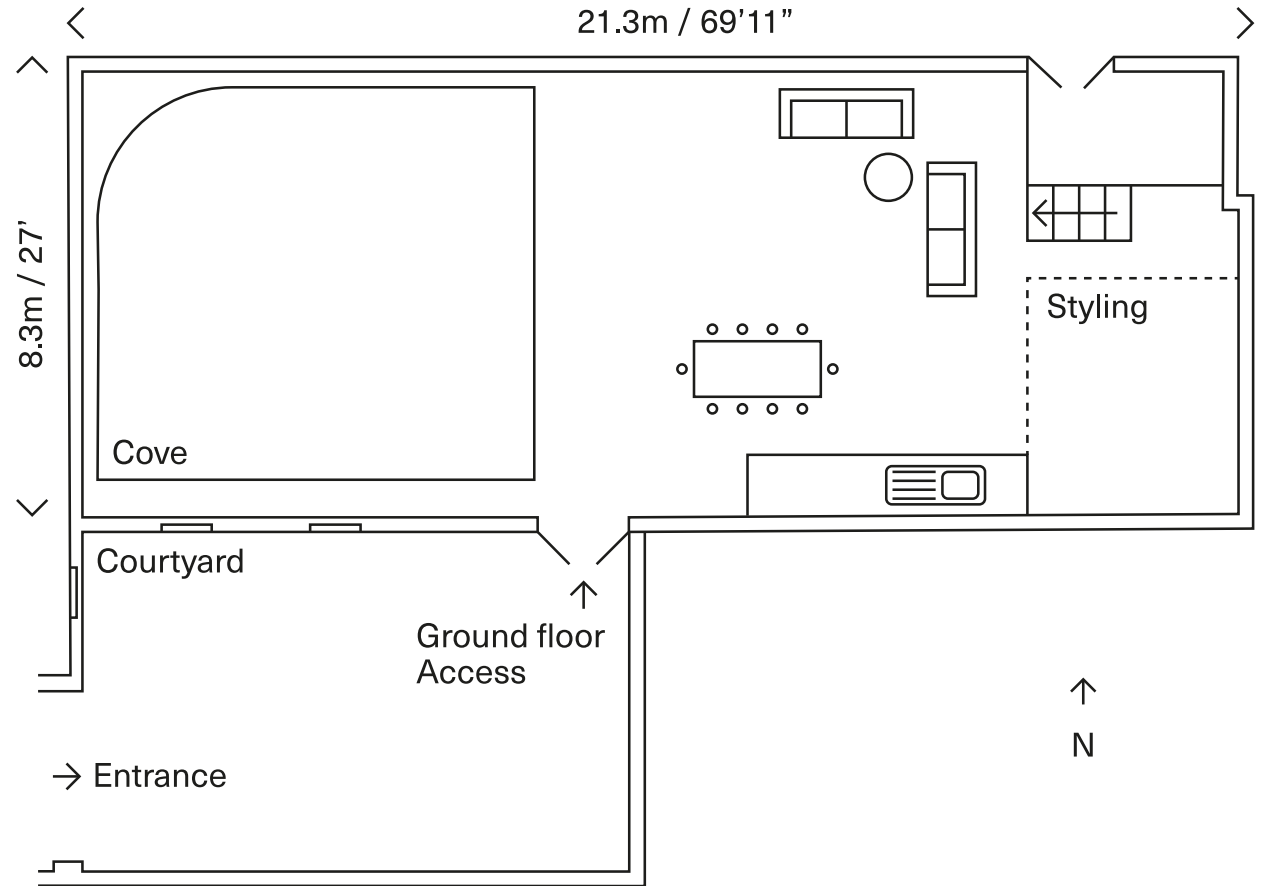 21.3m / 69’11”
8.3m / 27’
Styling
Cove
Courtyard
Ground floor
Access
N
Entrance